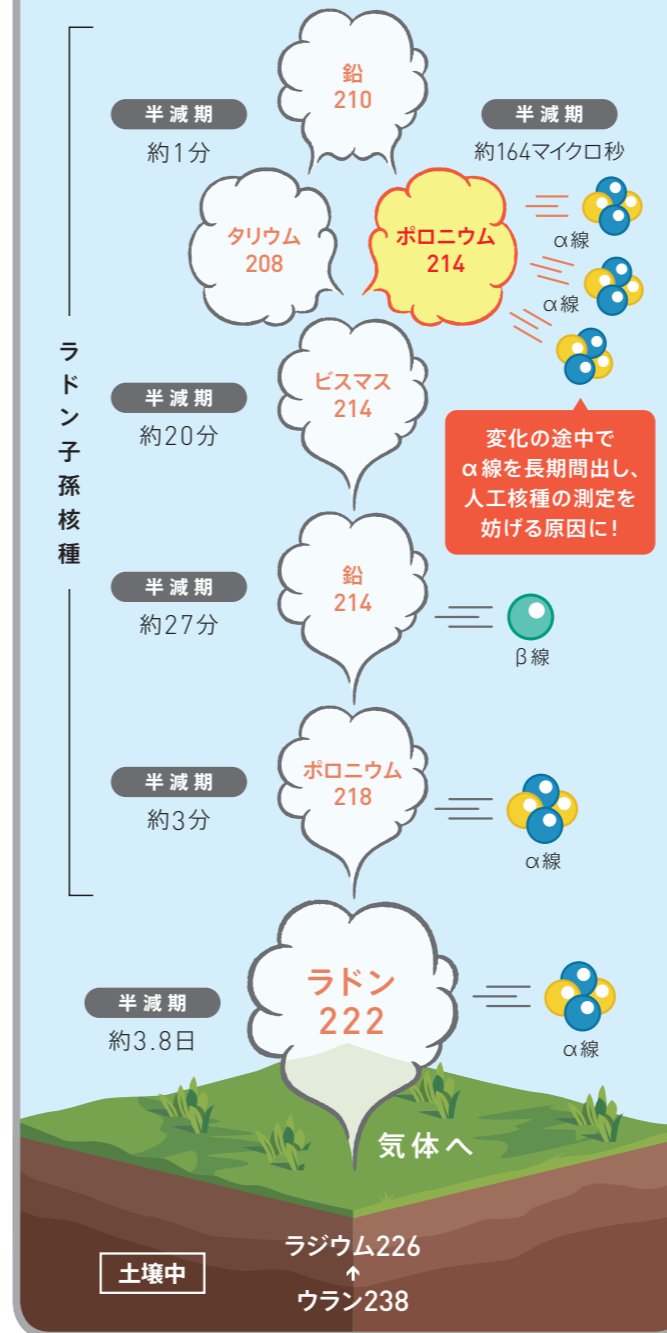 鉛
210
半減期
約1分
半減期
約164マイクロ秒
タリウム
208
ポロニウム
214
α線
α線
ラドン子孫核種
ビスマス
214
半減期
約20分
変化の途中で
α線を長期間出し、
人工核種の測定を
妨げる原因に!
鉛
214
半減期
約27分
β線
ポロニウム
218
半減期
約3分
α線
ラドン
222
半減期
約3.8日
α線
気体へ
土壌中
ラジウム226
↑
ウラン238